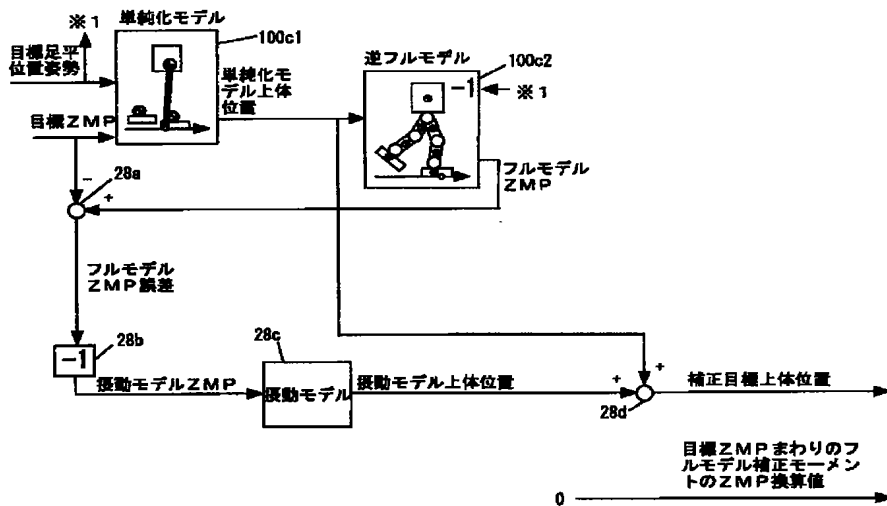 ※1
単純化モデル
100c1
目標足平
位置姿勢
単純化モ
デル上体
位置
逆フルモデル
100c2
-1
※1
目標ZMP
フルモデル
ZMP
28a
-
+
フルモデル
ZMP誤差
28b
-1
28c
摂動モデルZMP
摂動モデル
摂動モデル上体位置
+
+
28d
補正目標上体位置
目標ZMPまわりのフ
ルモデル補正モーメン
トのZMP換算値
0